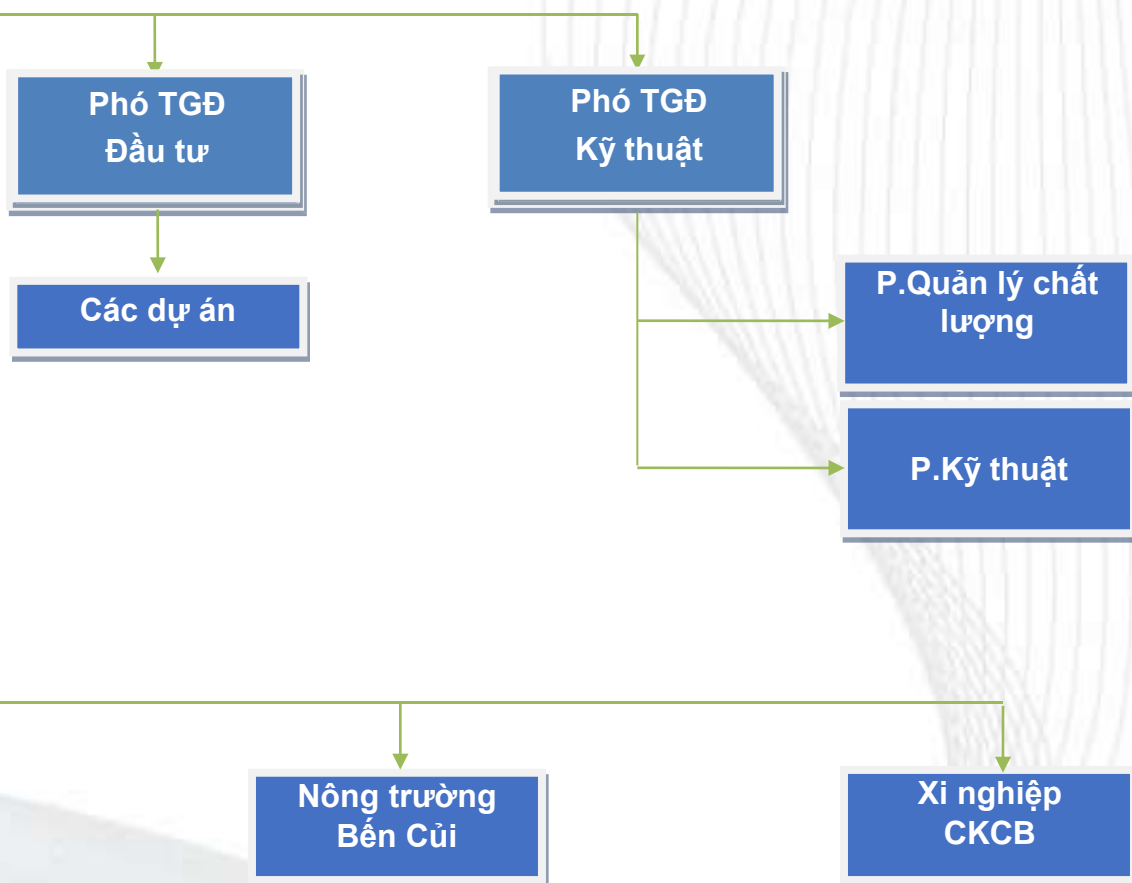 Phó TGĐ
Đầu tư
Phó TGĐ
Kỹ thuật
Các dự án
P.Quản lý chất
lượng
P.Kỹ thuật
Nông trường
Bến Củi
Xi nghiệp
CKCB